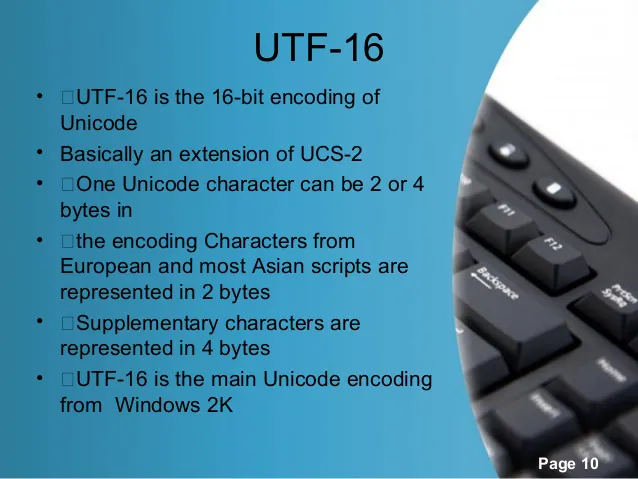 UTF-16
• □UTF-16 is the 16-bit encoding of
Unicode
• Basically an extension of UCS-2
• □One Unicode character can be 2 or 4
bytes in
• □the encoding Characters from
European and most Asian scripts are
represented in 2 bytes
• □Supplementary characters are
represented in 4 bytes
• □UTF-16 is the main Unicode encoding
from  Windows 2K
F11
F12
PrtScn
SysRq
Backspace
Home
Page 10